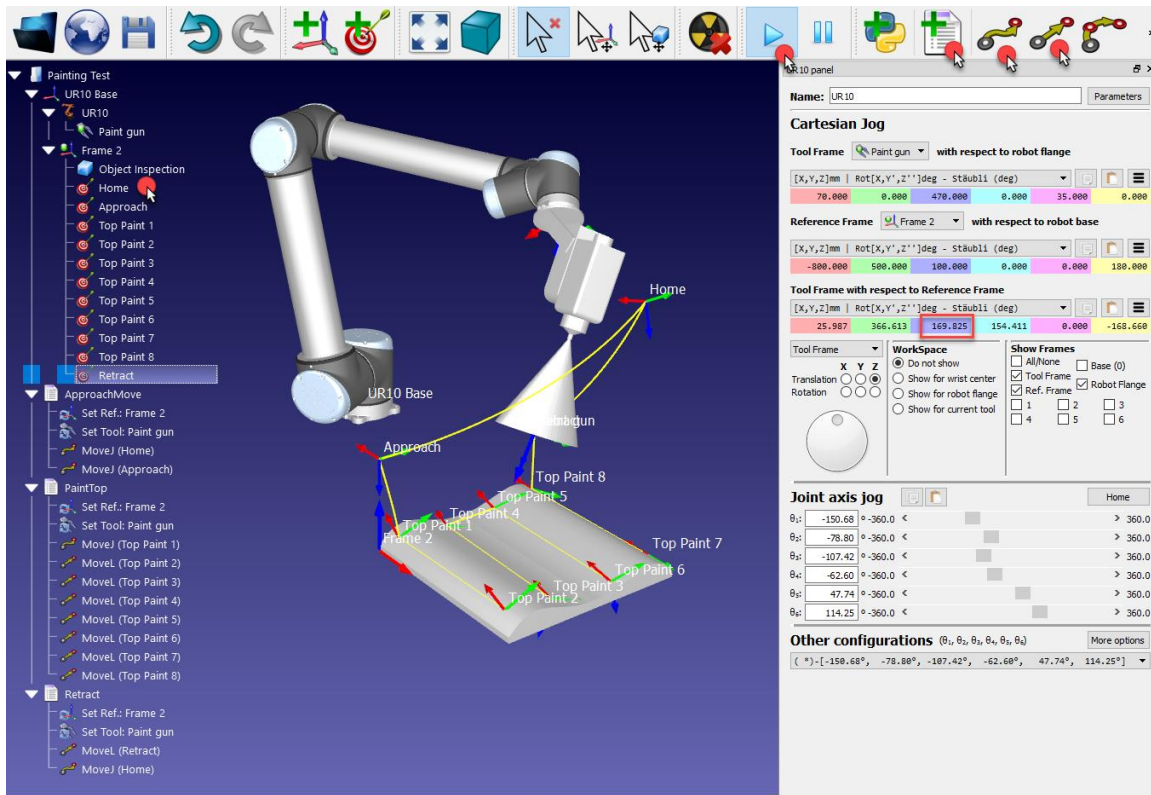 Painting Test
UR10 Base
UR10
Paint gun
Frame 2
Object Inspection
Home
Approach
Top Paint 1
Top Paint 2
Top Paint 3
Top Paint 4
Top Paint 5
Top Paint 6
Top Paint 7
Top Paint 8
Retract
ApproachMove
Set Ref.: Frame 2
Set Tool: Paint gun
MoveJ (Home)
MoveJ (Approach)
PaintTop
Set Ref.: Frame 2
Set Tool: Paint gun
MoveJ (Top Paint 1)
MoveL (Top Paint 2)
MoveL (Top Paint 3)
MoveL (Top Paint 4)
MoveL (Top Paint 5)
MoveL (Top Paint 6)
MoveL (Top Paint 7)
MoveL (Top Paint 8)
Retract
Set Ref.: Frame 2
Set Tool: Paint gun
MoveL (Retract)
MoveJ (Home)
Home
UR10 Base
gun
Approach
Top Paint 8
Top Paint 5
Top Paint 4
Top Paint 1
Frame 2
Top Paint 7
Top Paint 6
Top Paint 3
Top Paint 2
UR10 panel
Name: UR10 Parameters
Cartesian Jog
Tool Frame Paint gun with respect to robot flange
[X,Y,Z]mm | Rot[X,Y',Z'']deg - Stäubli (deg)
70.000 0.000 470.000 0.000 35.000 0.000
Reference Frame Frame 2 with respect to robot base
[X,Y,Z]mm | Rot[X,Y',Z'']deg - Stäubli (deg)
-800.000 500.000 100.000 0.000 0.000 180.000
Tool Frame with respect to Reference Frame
[X,Y,Z]mm | Rot[X,Y',Z'']deg - Stäubli (deg)
25.987 366.613 169.825 154.411 0.000 -168.660
Tool Frame
X Y Z
Translation
Rotation
WorkSpace
Do not show
Show for wrist center
Show for robot flange
Show for current tool
Show Frames
All/None Base (0)
Tool Frame
Robot Flange
Ref. Frame
1 2 3
4 5 6
Joint axis jog Home
θ₁: -150.68 ° -360.0 < > 360.0
θ₂: -78.80 ° -360.0 < > 360.0
θ₃: -107.42 ° -360.0 < > 360.0
θ₄: -62.60 ° -360.0 < > 360.0
θ₅: 47.74 ° -360.0 < > 360.0
θ₆: 114.25 ° -360.0 < > 360.0
Other configurations (θ₁, θ₂, θ₃, θ₄, θ₅, θ₆) More options
( *)-[-150.68°, -78.80°, -107.42°, -62.60°, 47.74°, 114.25°]